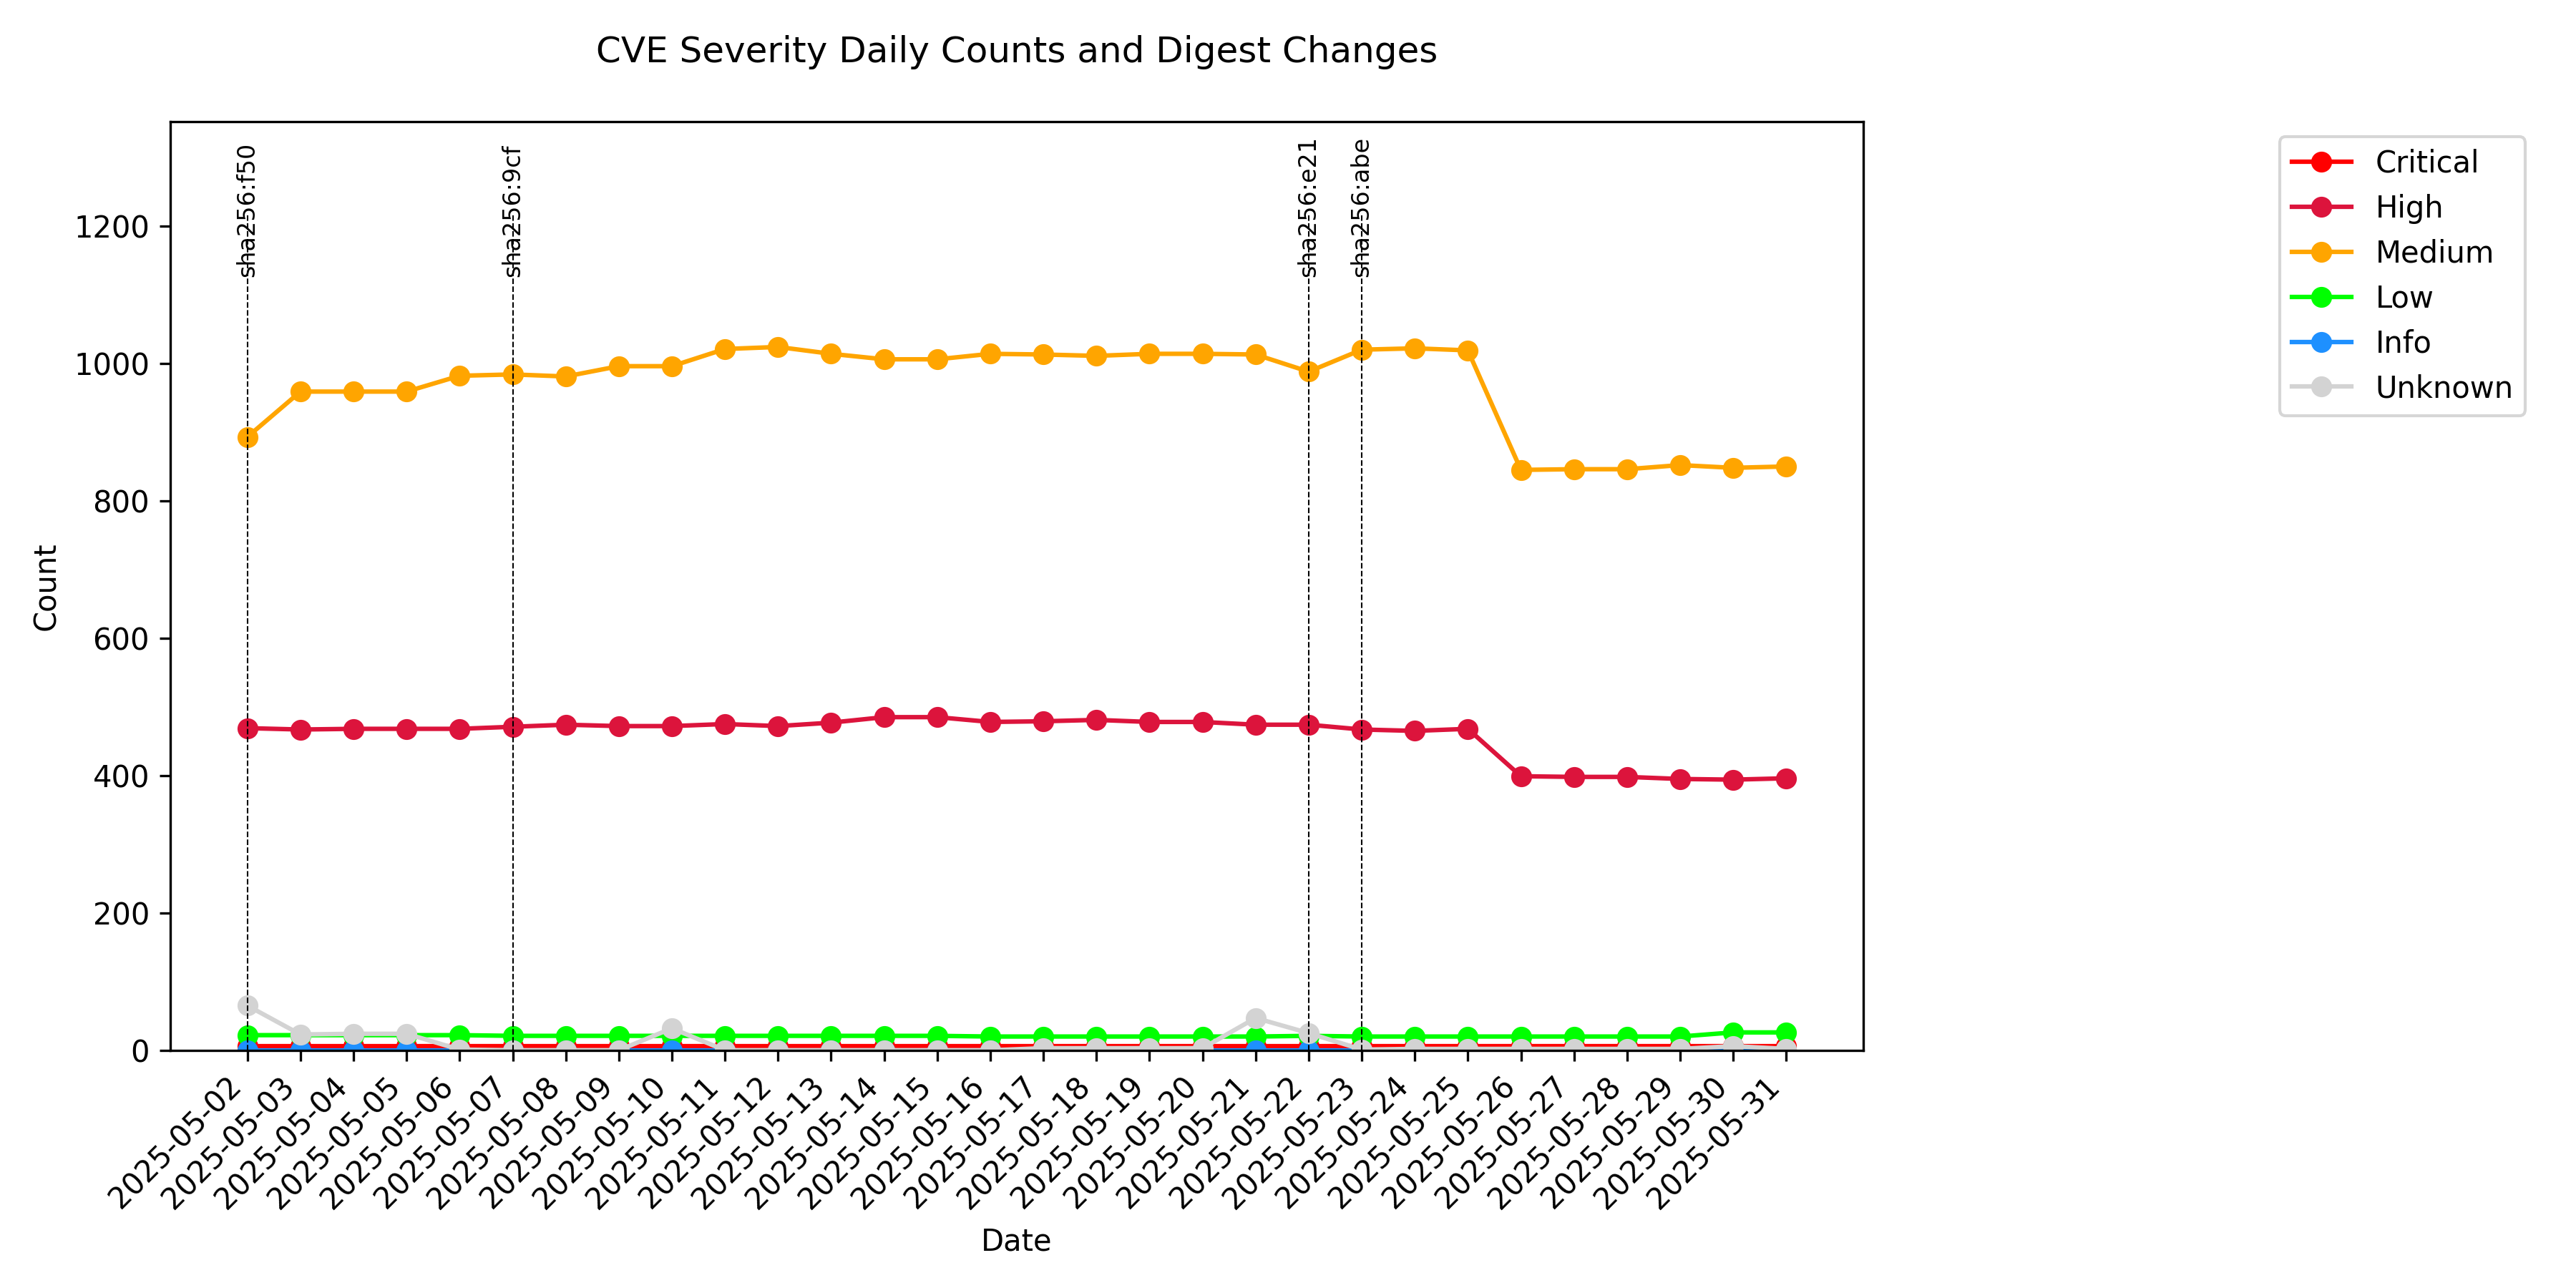 CVE Severity Daily Counts and Digest Changes
sha256:f50
sha256:9cf
sha256:e21
sha256:abe
Critical
High
Medium
Low
Info
Unknown
Count
1200
1000
800
600
400
200
0
2025-05-02
2025-05-03
2025-05-04
2025-05-05
2025-05-06
2025-05-07
2025-05-08
2025-05-09
2025-05-10
2025-05-11
2025-05-12
2025-05-13
2025-05-14
2025-05-15
2025-05-16
2025-05-17
2025-05-18
2025-05-19
2025-05-20
2025-05-21
2025-05-22
2025-05-23
2025-05-24
2025-05-25
2025-05-26
2025-05-27
2025-05-28
2025-05-29
2025-05-30
2025-05-31
Date